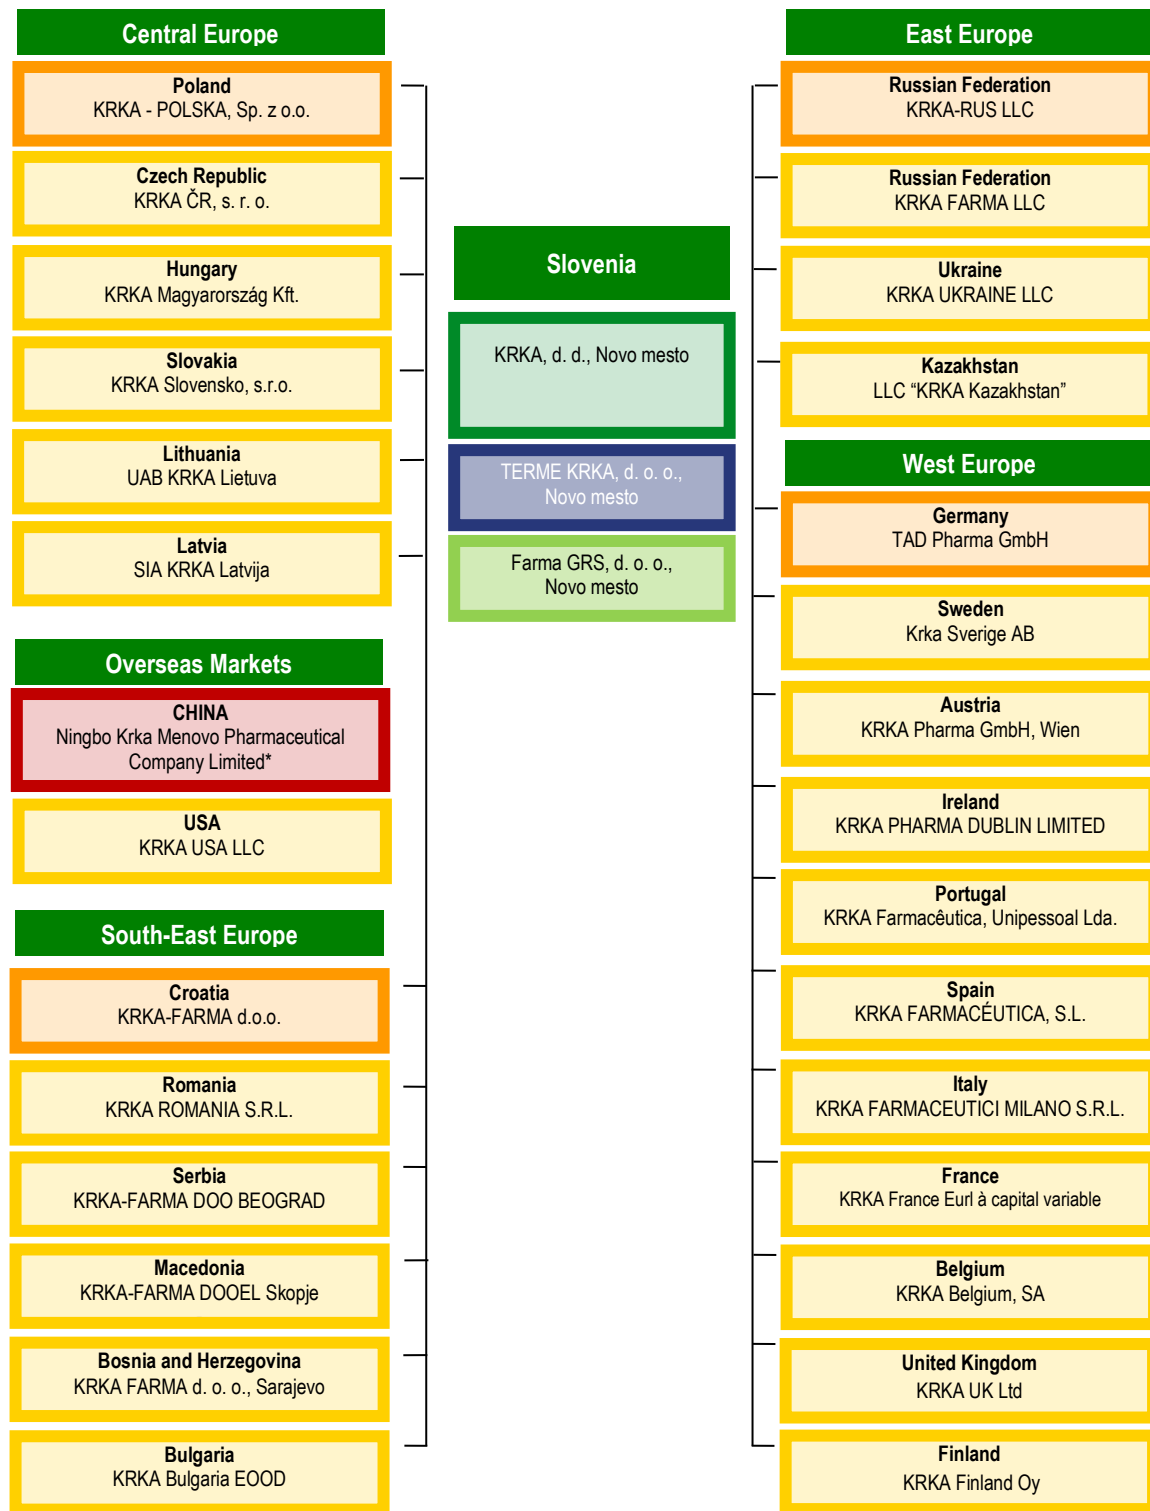 Central Europe
Poland
KRKA - POLSKA, Sp. z o.o.
Czech Republic
KRKA ČR, s. r. o.
Hungary
KRKA Magyarország Kft.
Slovakia
KRKA Slovensko, s.r.o.
Lithuania
UAB KRKA Lietuva
Latvia
SIA KRKA Latvija
Overseas Markets
CHINA
Ningbo Krka Menovo Pharmaceutical
Company Limited*
USA
KRKA USA LLC
South-East Europe
Croatia
KRKA-FARMA d.o.o.
Romania
KRKA ROMANIA S.R.L.
Serbia
KRKA-FARMA DOO BEOGRAD
Macedonia
KRKA-FARMA DOOEL Skopje
Bosnia and Herzegovina
KRKA FARMA d. o. o., Sarajevo
Bulgaria
KRKA Bulgaria EOOD
Slovenia
KRKA, d. d., Novo mesto
TERME KRKA, d. o. o.,
Novo mesto
Farma GRS, d. o. o.,
Novo mesto
East Europe
Russian Federation
KRKA-RUS LLC
Russian Federation
KRKA FARMA LLC
Ukraine
KRKA UKRAINE LLC
Kazakhstan
LLC “KRKA Kazakhstan”
West Europe
Germany
TAD Pharma GmbH
Sweden
Krka Sverige AB
Austria
KRKA Pharma GmbH, Wien
Ireland
KRKA PHARMA DUBLIN LIMITED
Portugal
KRKA Farmacêutica, Unipessoal Lda.
Spain
KRKA FARMACÉUTICA, S.L.
Italy
KRKA FARMACEUTICI MILANO S.R.L.
France
KRKA France Eurl à capital variable
Belgium
KRKA Belgium, SA
United Kingdom
KRKA UK Ltd
Finland
KRKA Finland Oy